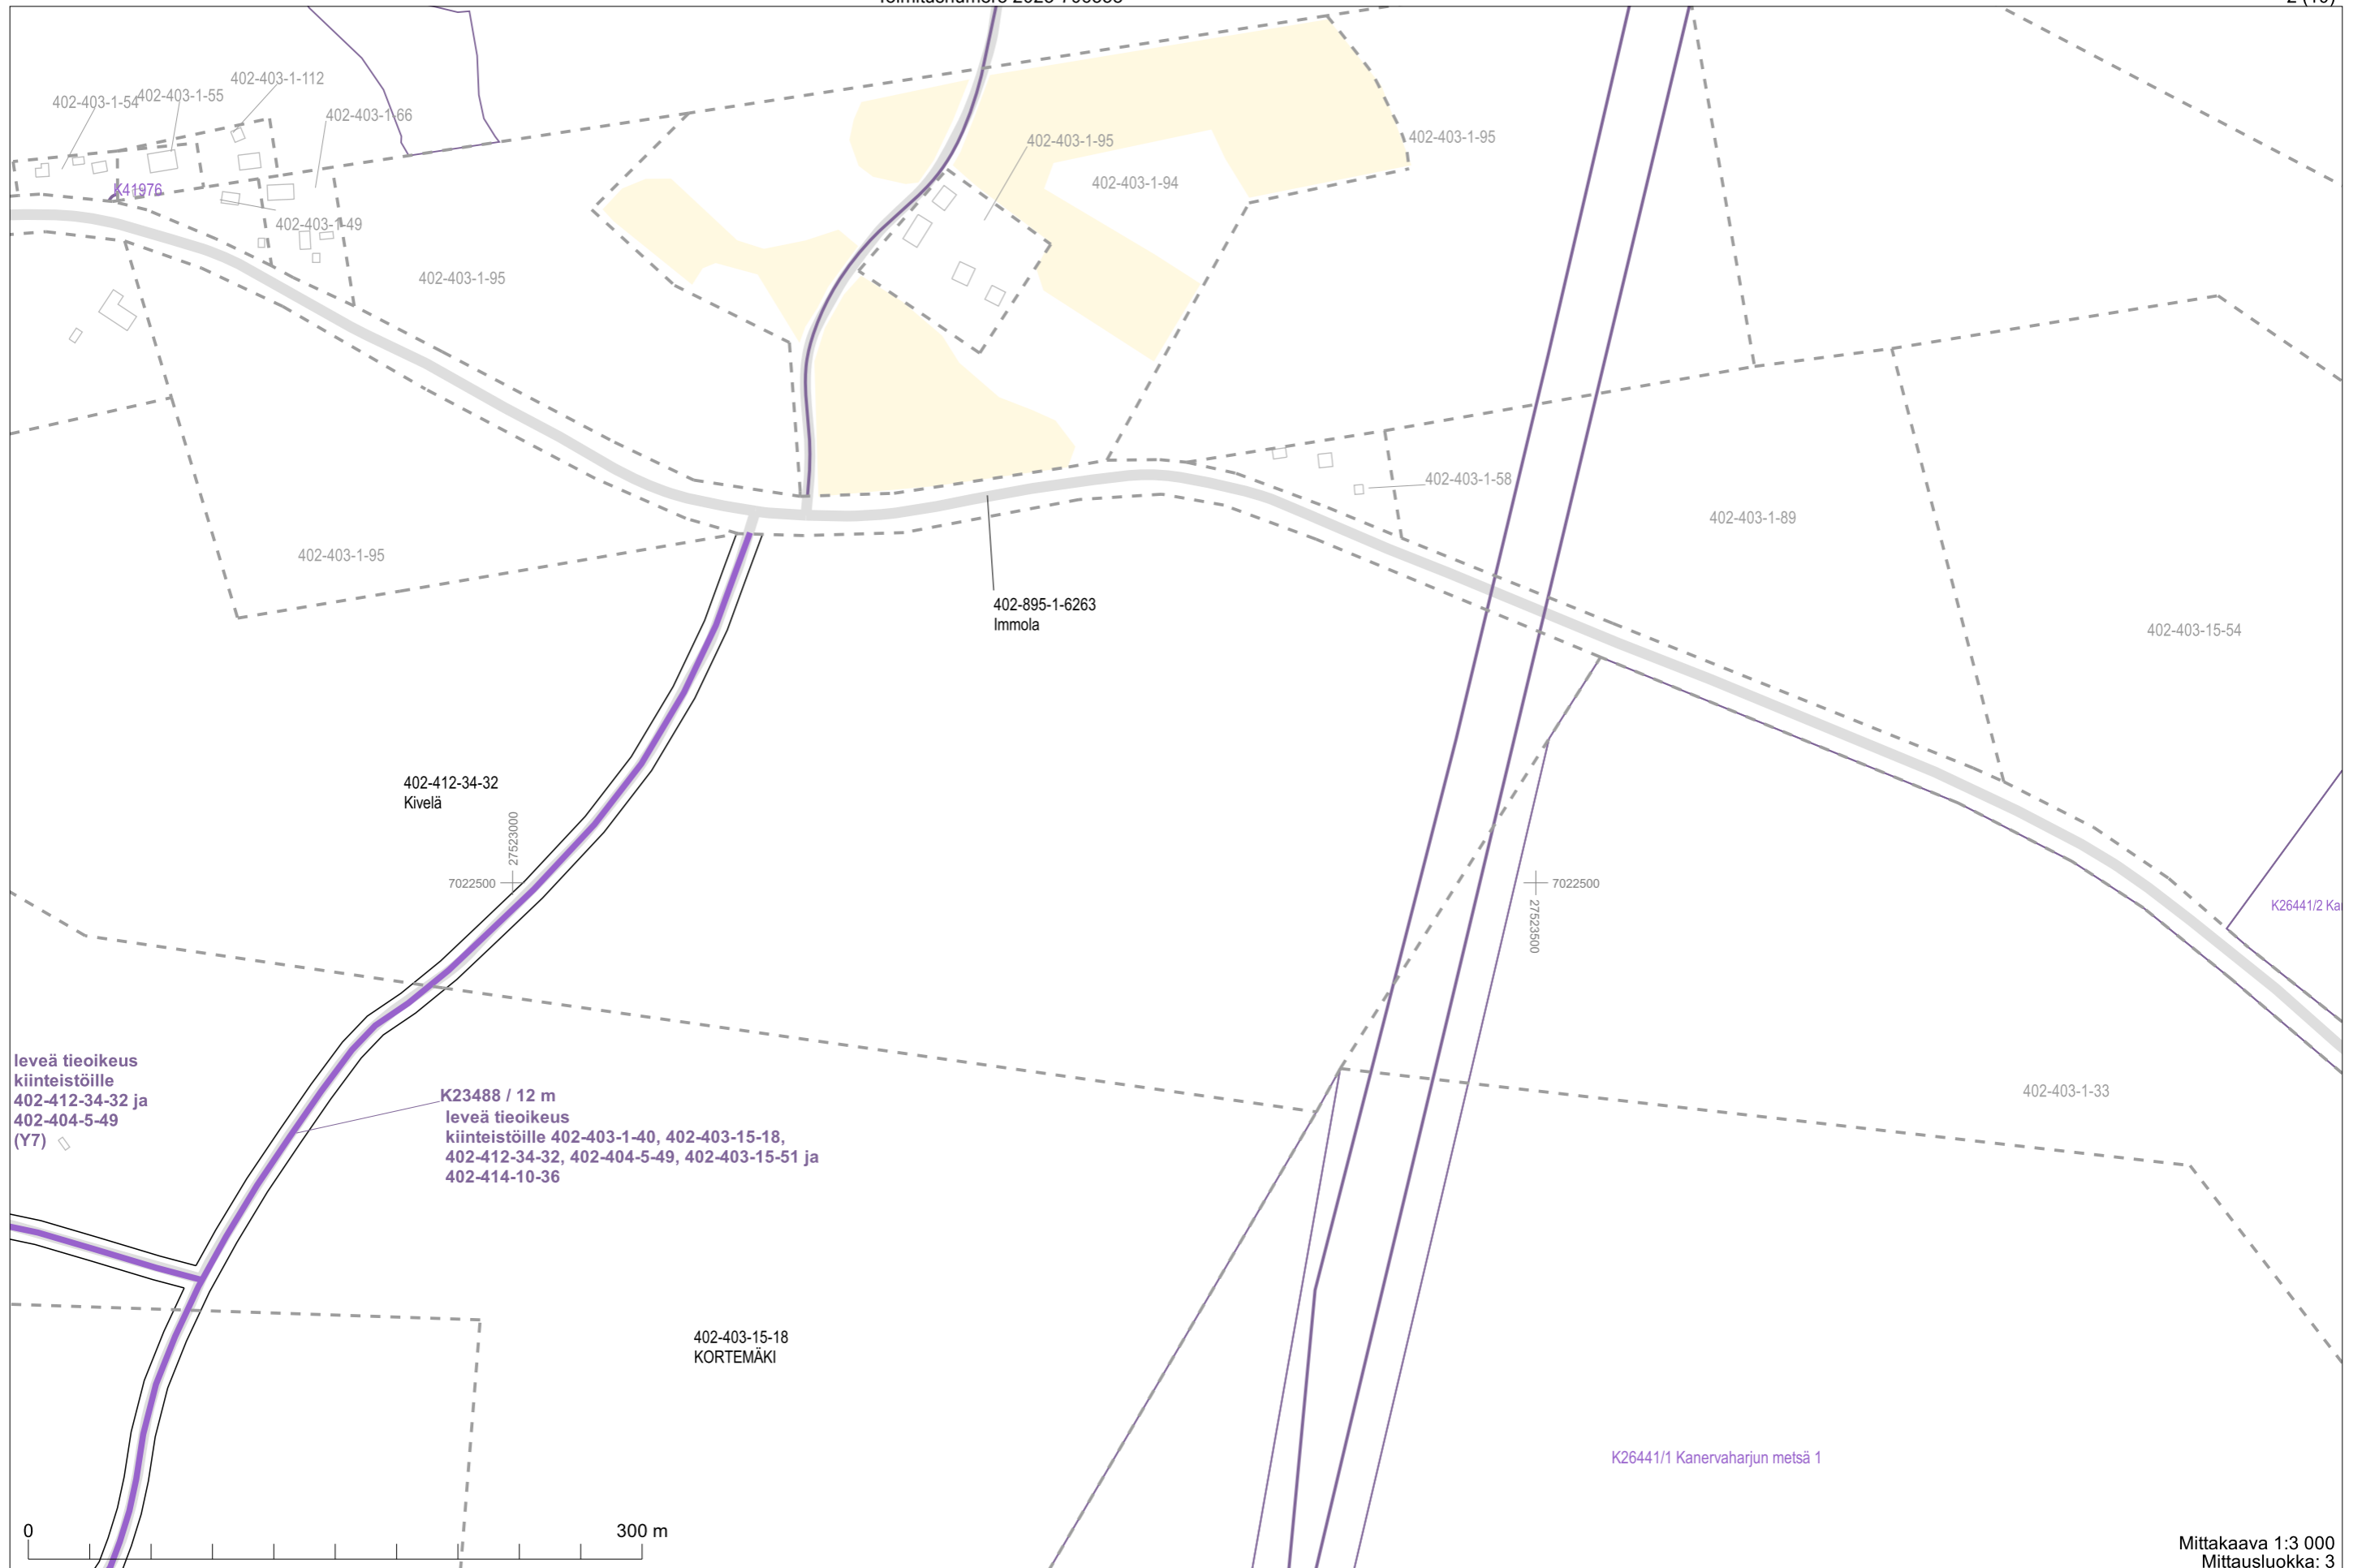 2 (10)
402-403-1-112
402-403-1-55
402-403-1-54
402-403-1-66
402-403-1-95
402-403-1-95
402-403-1-94
K41976
402-403-1-49
402-403-1-95
402-403-1-58
402-403-1-89
402-403-1-95
402-895-1-6263
Immola
402-403-15-54
402-412-34-32
Kivelä
27523000
7022500
7022500
27523500
K26441/2 Ka
leveä tieoikeus
kiinteistöille
402-412-34-32 ja
402-404-5-49
(Y7)
K23488 / 12 m
leveä tieoikeus
kiinteistöille 402-403-1-40, 402-403-15-18,
402-412-34-32, 402-404-5-49, 402-403-15-51 ja
402-414-10-36
402-403-1-33
402-403-15-18
KORTEMÄKI
K26441/1 Kanervaharjun metsä 1
0
300 m
Mittakaava 1:3 000
Mittausluokka: 3